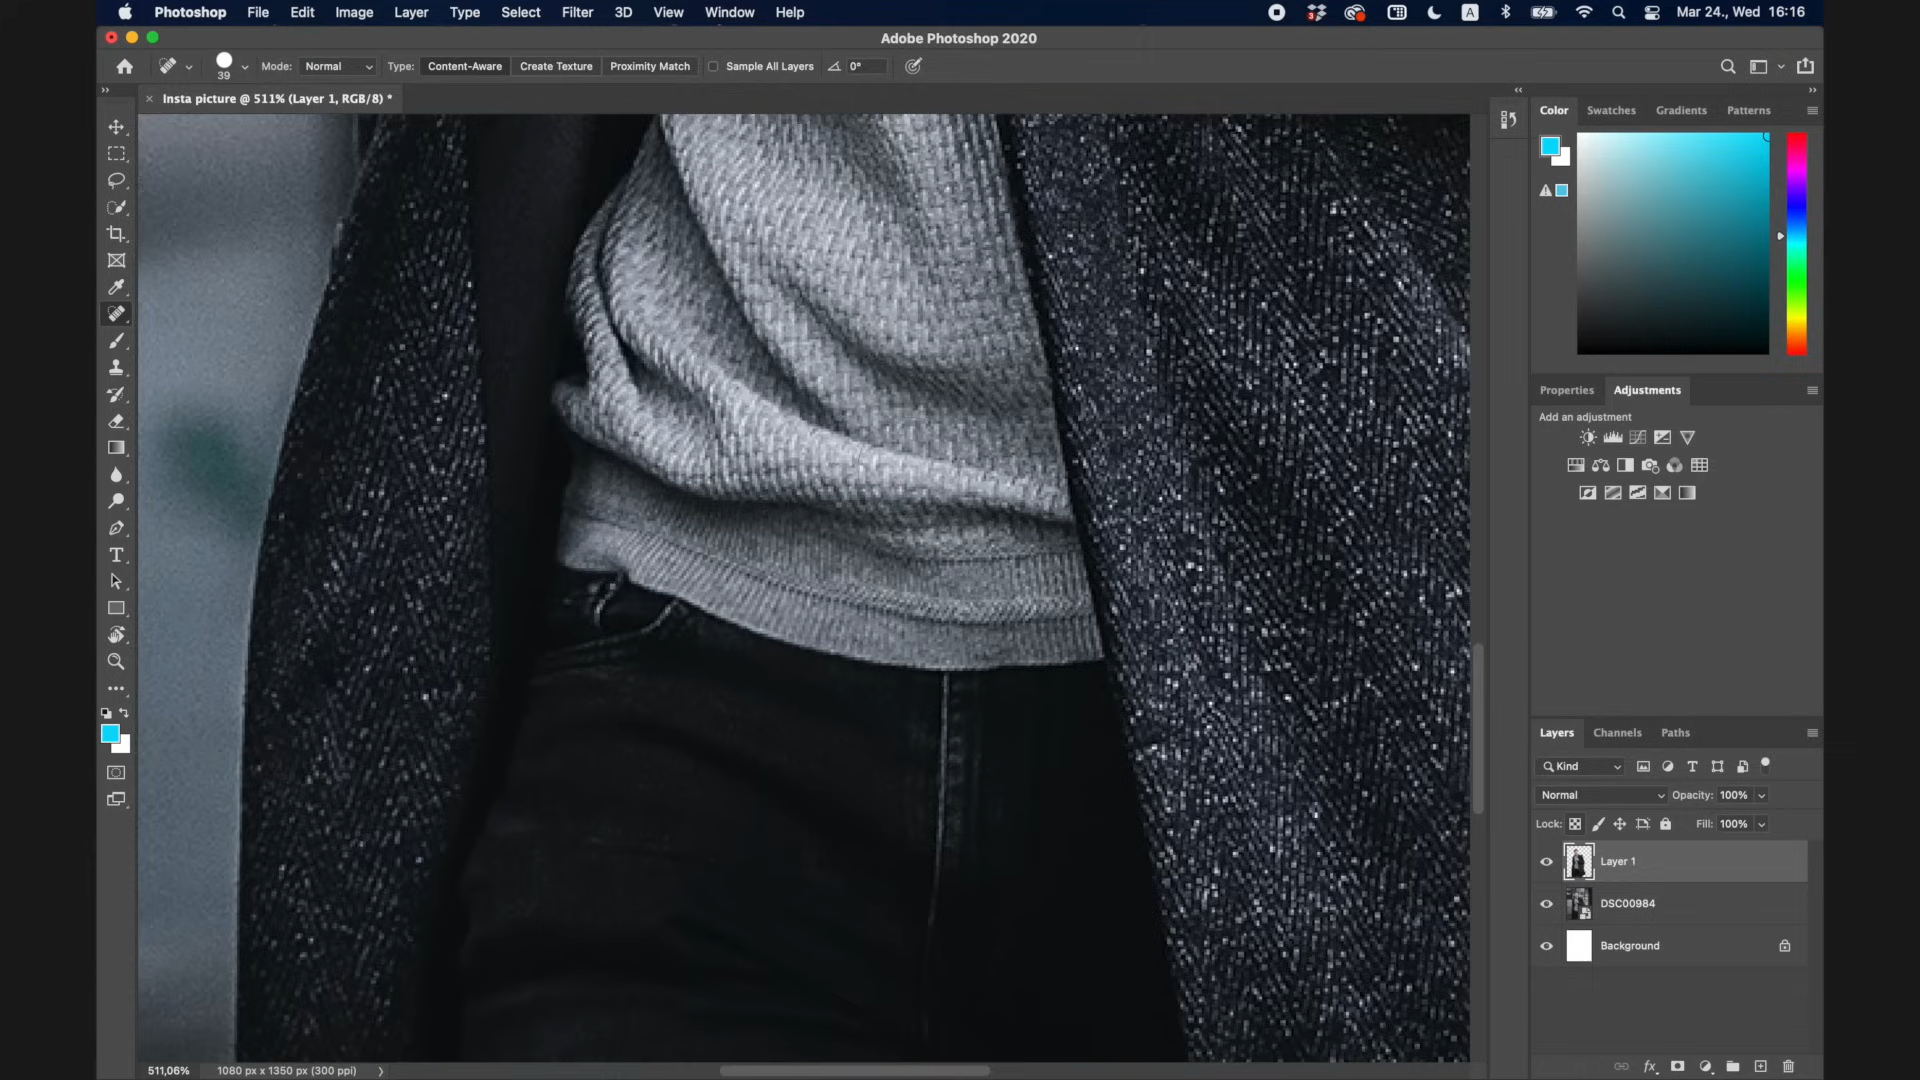 Photoshop File Edit Image Layer Type Select Filter 3D View Window Help 3 A Mar 24., Wed 16:16
Adobe Photoshop 2020
39 Mode: Normal Type: Content-Aware Create Texture Proximity Match Sample All Layers 0°
Insta picture @ 511% (Layer 1, RGB/8) *
Color Swatches Gradients Patterns
Properties Adjustments
Add an adjustment
Layers Channels Paths
Kind
Normal Opacity: 100%
Lock: Fill: 100%
Layer 1
DSC00984
Background
511,06% 1080 px x 1350 px (300 ppi)
fx